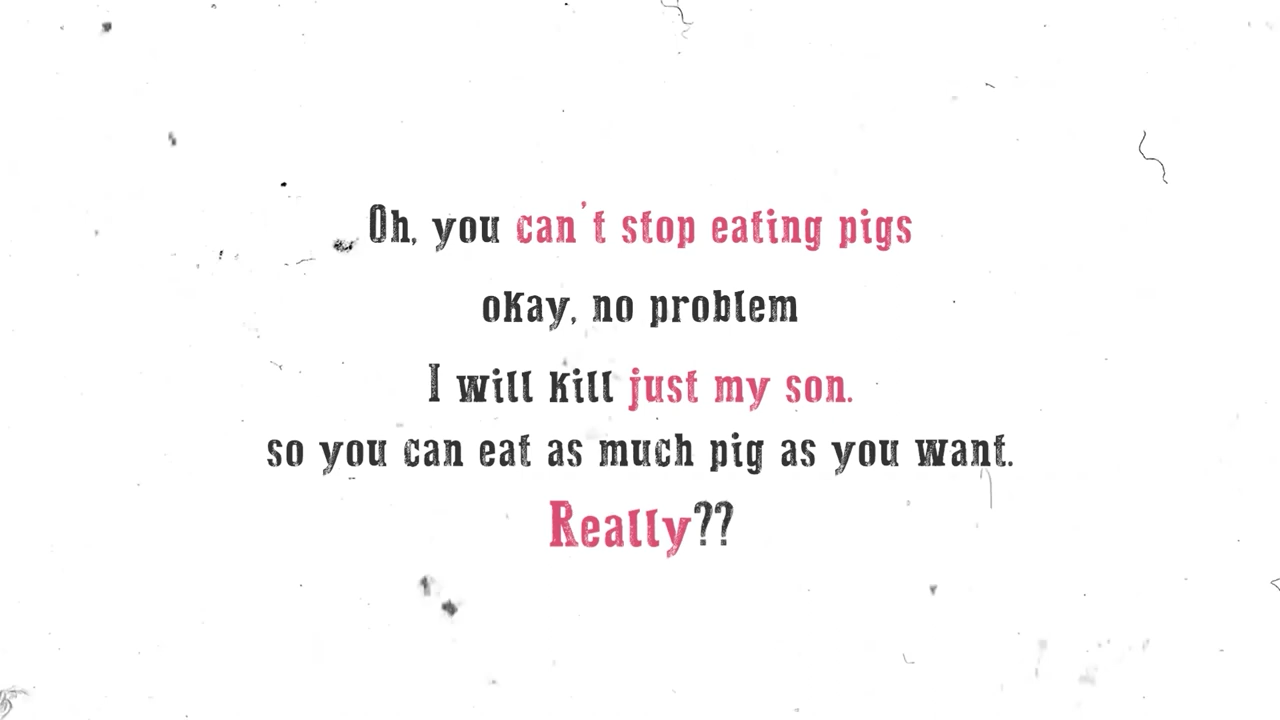 Oh, you can't stop eating pigs
okay, no problem
I will kill just my son.
so you can eat as much pig as you want.
Really??